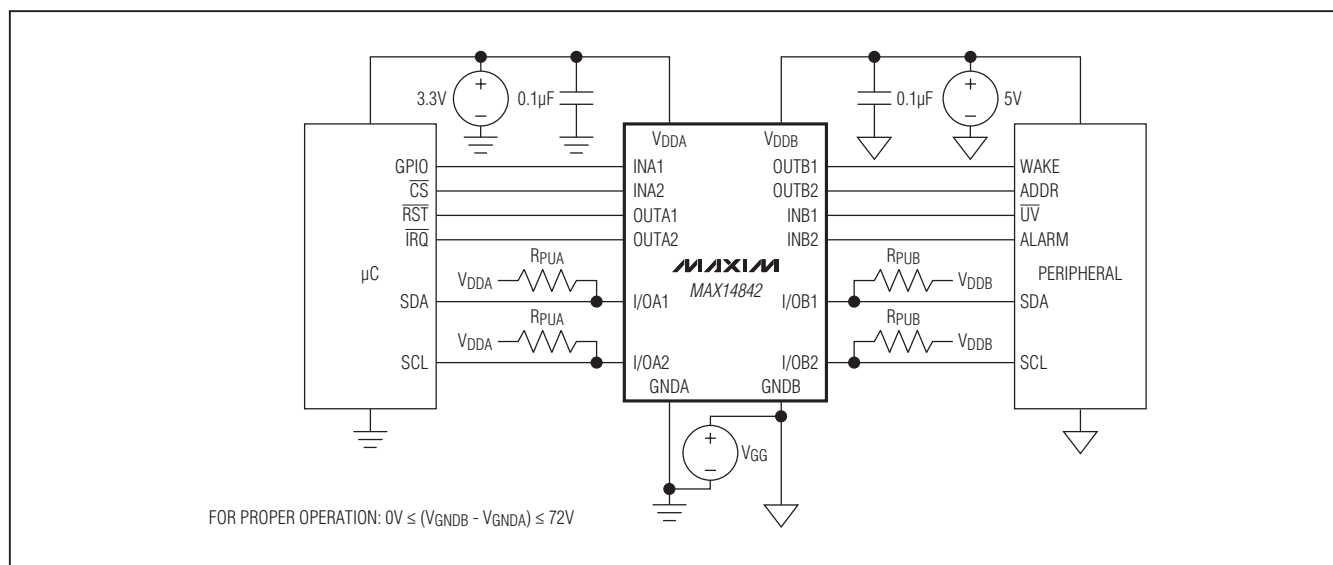 3.3V
0.1µF
0.1µF
5V
VDDA
VDDB
GPIO
INA1
OUTB1
WAKE
CS
INA2
OUTB2
ADDR
RST
OUTA1
INB1
UV
IRQ
OUTA2
INB2
ALARM
µC
MAXIM
MAX14842
PERIPHERAL
RPUA
RPUB
VDDA
VDDB
SDA
I/OA1
I/OB1
SDA
RPUA
RPUB
VDDA
VDDB
SCL
I/OA2
I/OB2
SCL
GNDA
GNDB
VGG
FOR PROPER OPERATION: 0V ≤ (VGNDB - VGNDA) ≤ 72V